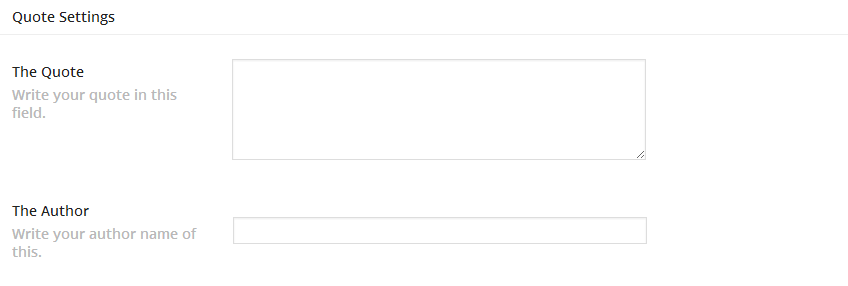 Quote Settings
The Quote
Write your quote in this
field.
The Author
Write your author name of
this.